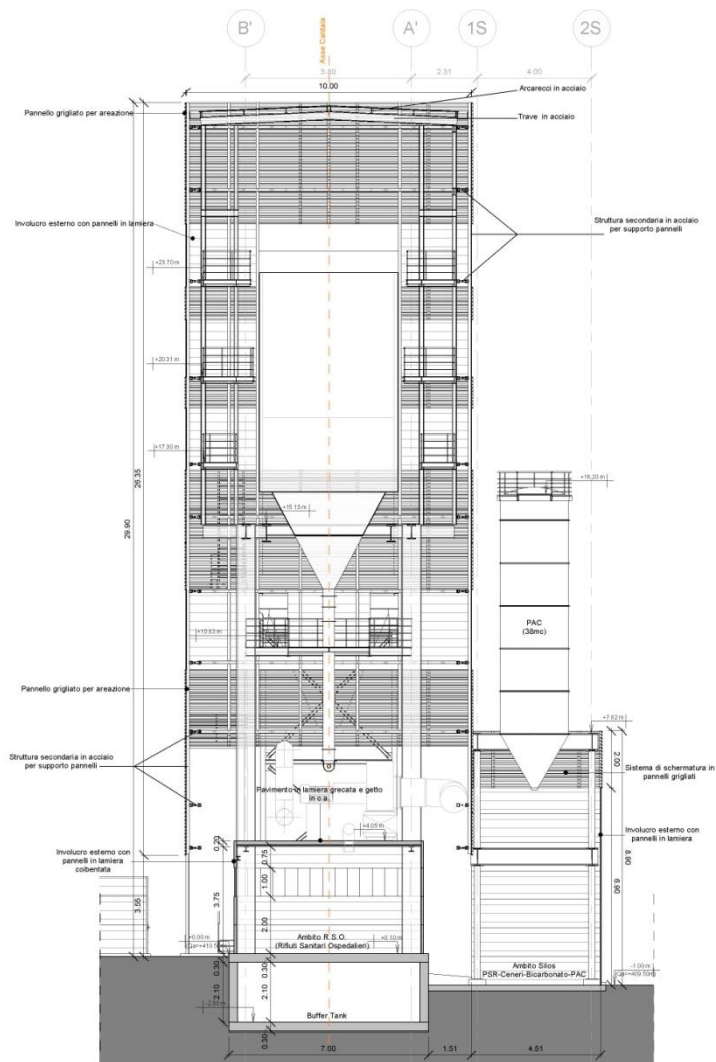 B'
A'
1S
2S
Asse Caldaia
2.31
4.00
10.00
Arcarecci in acciaio
Pannello grigliato per areazione
Trave in acciaio
Involucro esterno con pannelli in lamiera
Struttura secondaria in acciaio
per supporto pannelli
+23.70 m
+20.31 m
+17.30 m
26.35
29.90
+15.13 m
+16.20 m
PAC
(38mc)
+10.83 m
+7.62 m
Pannello grigliato per areazione
Struttura secondaria in acciaio
per supporto pannelli
Sistema di schermatura in
pannelli grigliati
2.00
Pavimento in lamiera grecata e getto
in c.a.
+4.05 m
Involucro esterno con
pannelli in lamiera
Involucro esterno con
pannelli in lamiera
coibentata
0.20
0.75
1.00
3.75
3.55
2.00
8.90
6.90
+0.00 m
+0.10 m
Ambito R.S.O.
(Rifiuti Sanitari Ospedalieri)
Ambito Silos
PSR-Ceneri-Bicarbonato-PAC
-1.00 m
0.30
0.30
2.10
2.10
Buffer Tank
0.30
7.00
1.51
4.51